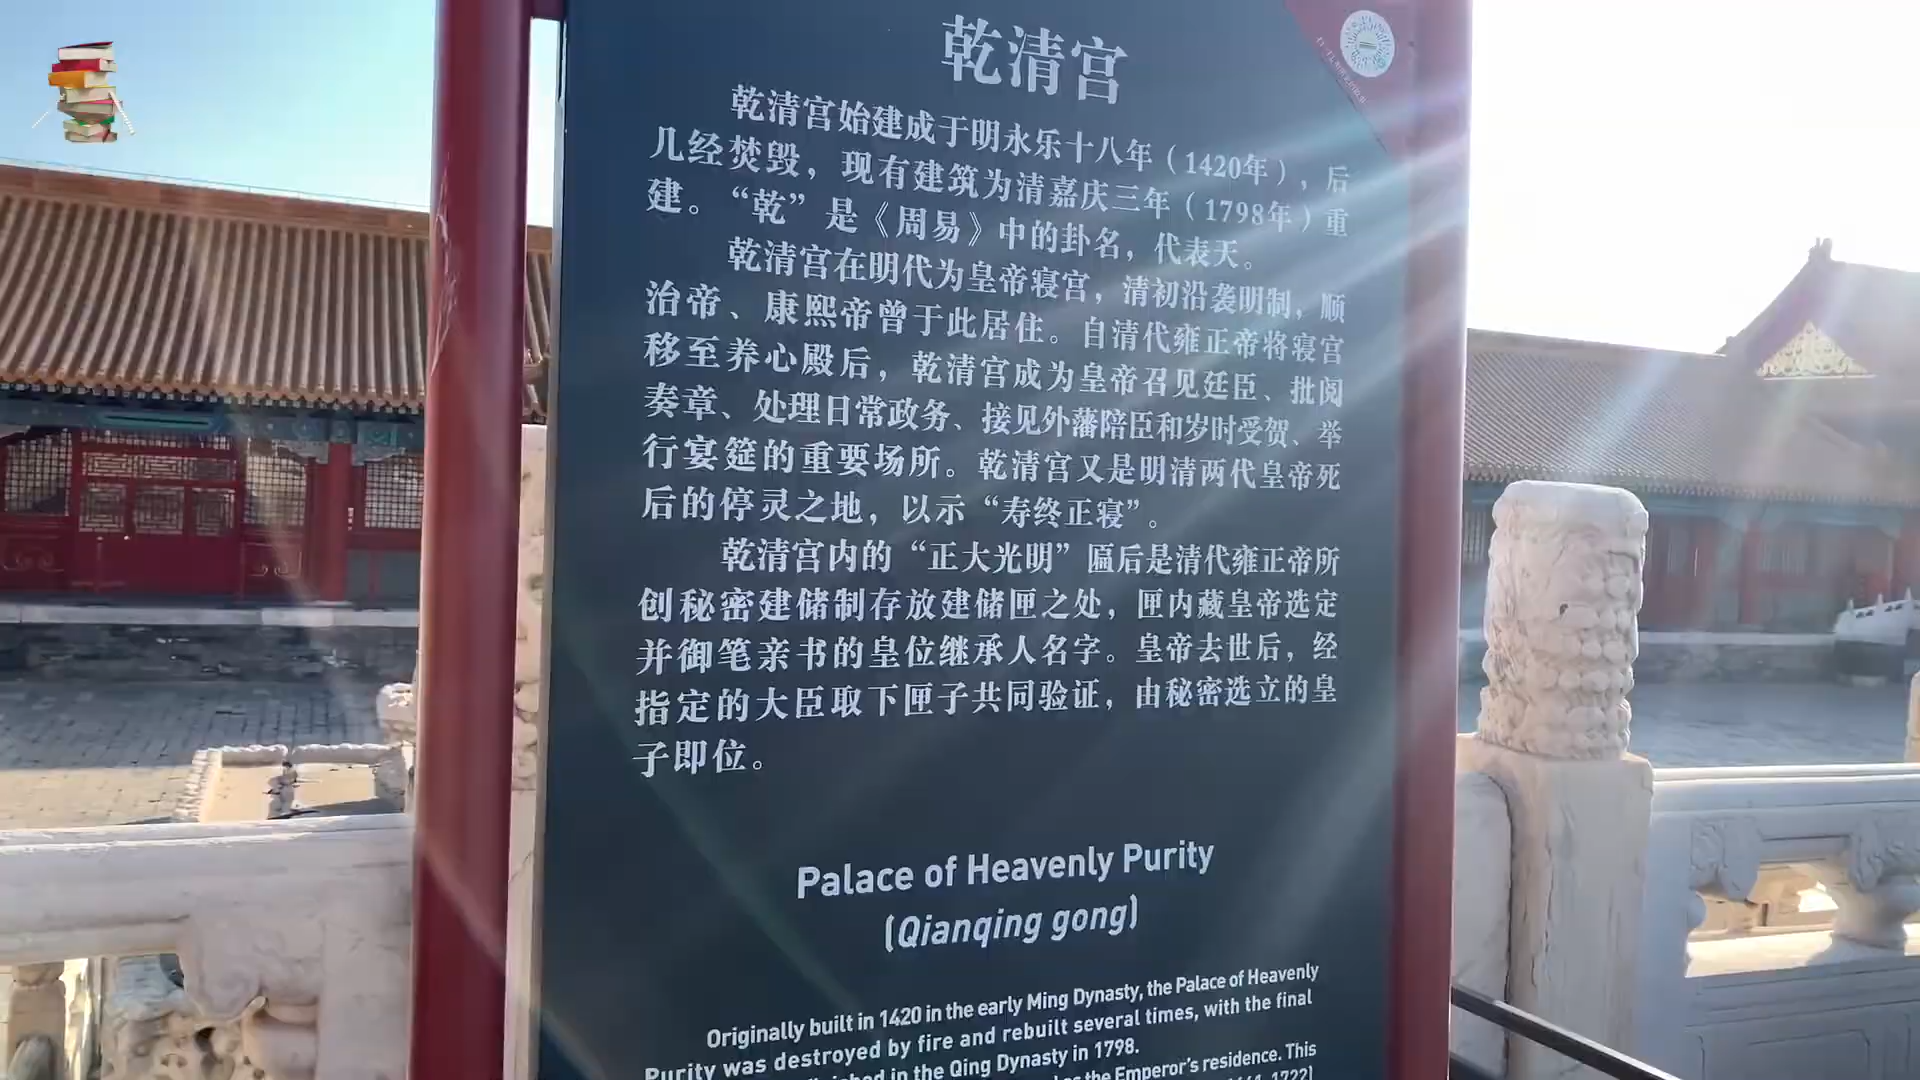 乾清宫
乾清宫始建成于明永乐十八年（1420年），后
几经焚毁，现有建筑为清嘉庆三年（1798年）重
建。“乾”是《周易》中的卦名，代表天。
乾清宫在明代为皇帝寝宫，清初沿袭明制，顺
治帝、康熙帝曾于此居住。自清代雍正帝将寝宫
移至养心殿后，乾清宫成为皇帝召见廷臣、批阅
奏章、处理日常政务、接见外藩陪臣和岁时受贺、举
行宴筵的重要场所。乾清宫又是明清两代皇帝死
后的停灵之地，以示“寿终正寝”。
乾清宫内的“正大光明”匾后是清代雍正帝所
创秘密建储制存放建储匣之处，匣内藏皇帝选定
并御笔亲书的皇位继承人名字。皇帝去世后，经
指定的大臣取下匣子共同验证，由秘密选立的皇
子即位。
Palace of Heavenly Purity
(Qianqing gong)
Originally built in 1420 in the early Ming Dynasty, the Palace of Heavenly
Purity was destroyed by fire and rebuilt several times, with the final
in the Qing Dynasty in 1798.
the Emperor's residence. This
1722)